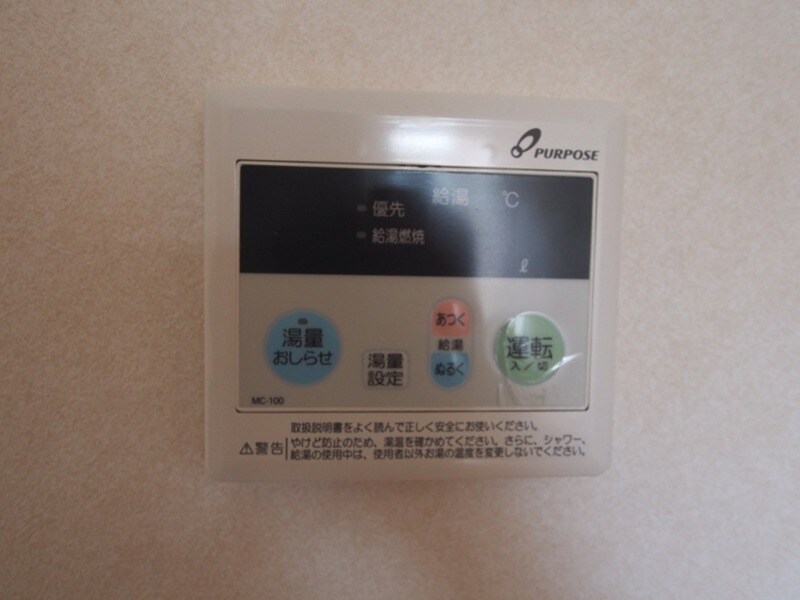 PURPOSE
給湯 ℃
優先
給湯燃焼
ℓ
湯量
おしらせ
湯量
設定
あつく
給湯
ぬるく
運転
入／切
MC-100
取扱説明書をよく読んで正しく安全にお使いください。
⚠警告
やけど防止のため、湯温を確かめてください。さらに、シャワー、
給湯の使用中は、使用者以外お湯の温度を変更しないでください。